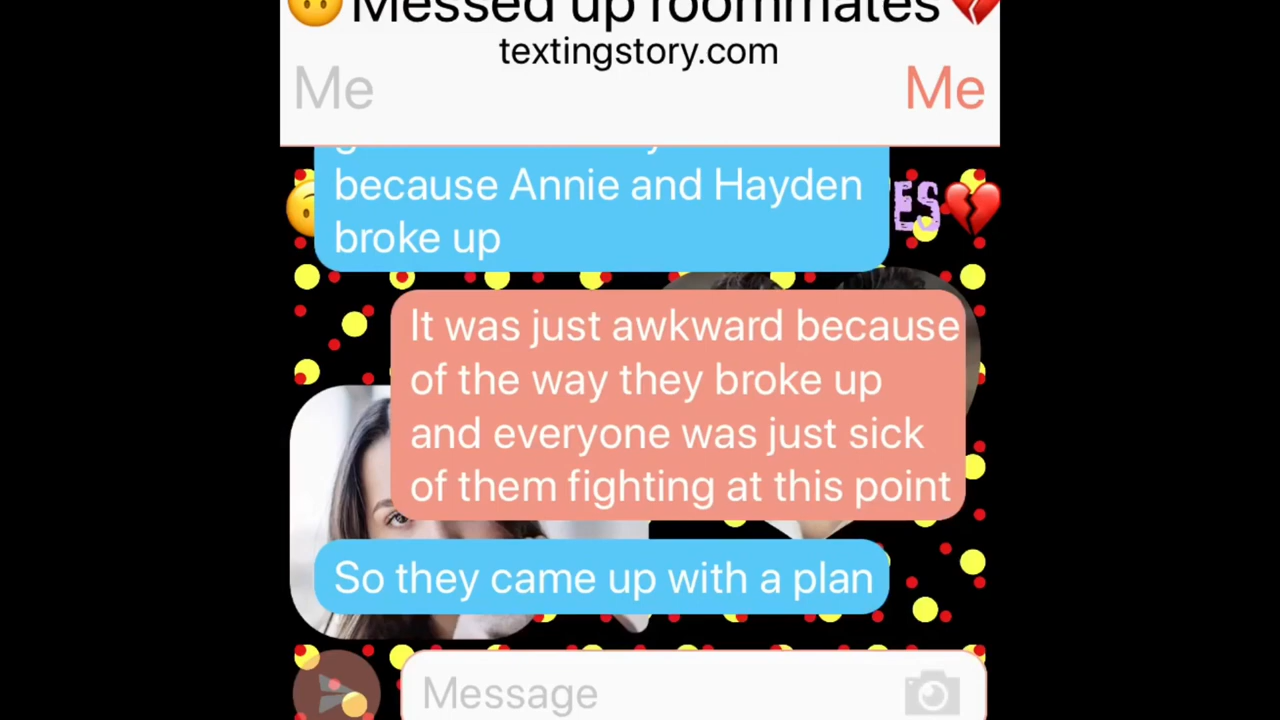 🙃Messed up roommates💔
textingstory.com
Me
Me
because Annie and Hayden
broke up
ES💔
It was just awkward because
of the way they broke up
and everyone was just sick
of them fighting at this point
So they came up with a plan
Message